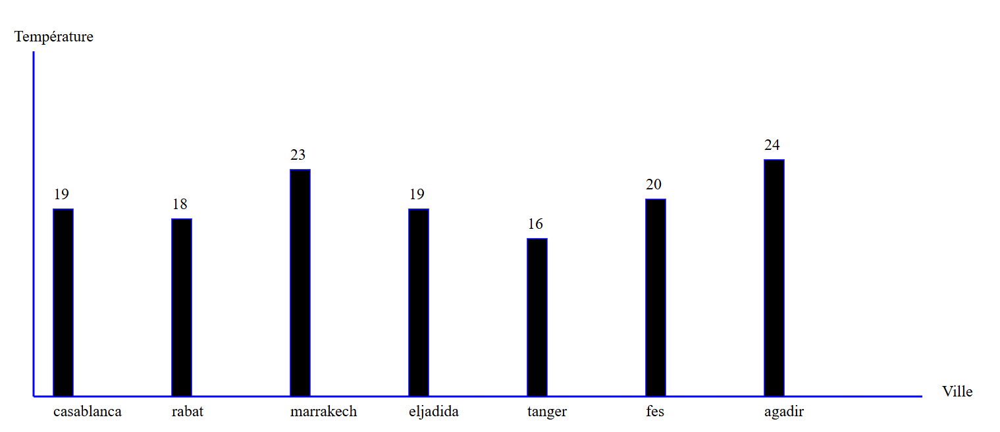 Température
24
23
20
19
19
18
16
Ville
casablanca
rabat
marrakech
eljadida
tanger
fes
agadir